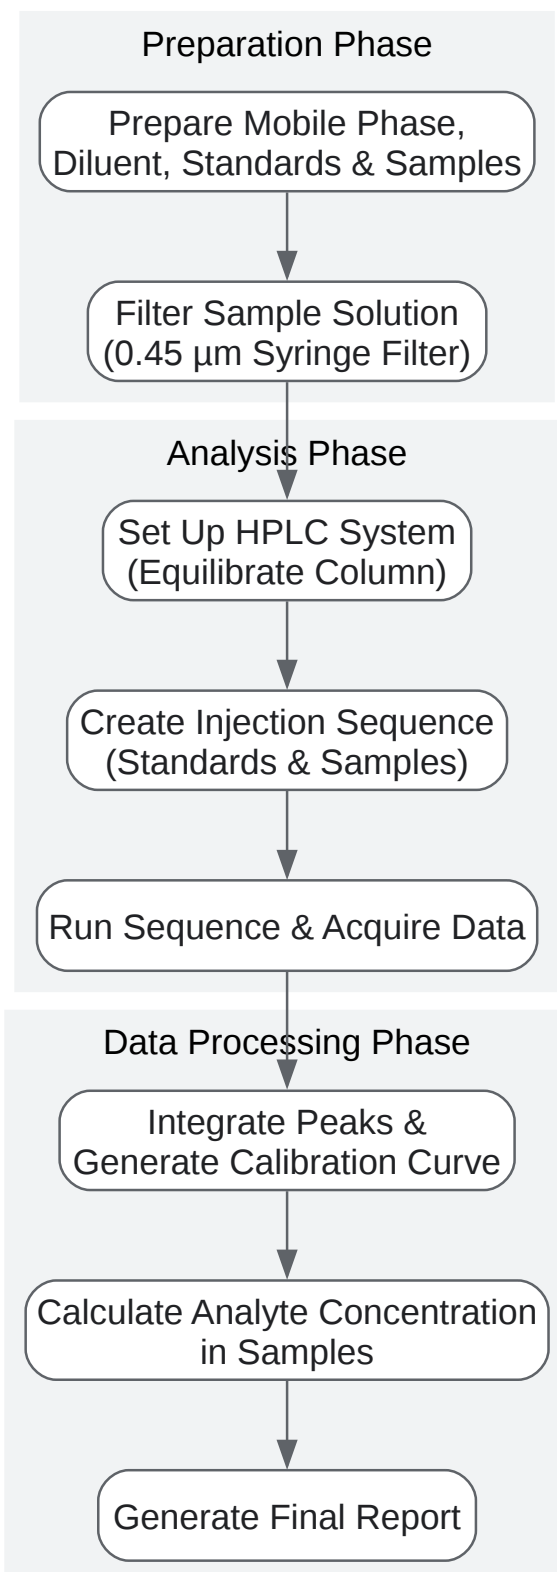 Preparation Phase
Prepare Mobile Phase,
Diluent, Standards & Samples
Filter Sample Solution
(0.45 µm Syringe Filter)
Analysis Phase
Set Up HPLC System
(Equilibrate Column)
Create Injection Sequence
(Standards & Samples)
Run Sequence & Acquire Data
Data Processing Phase
Integrate Peaks &
Generate Calibration Curve
Calculate Analyte Concentration
in Samples
Generate Final Report